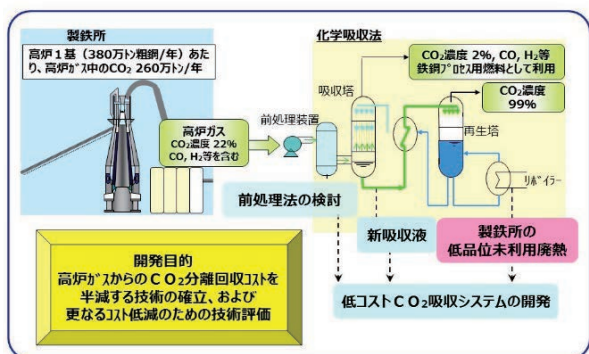 製鉄所
高炉1基（380万トン粗鋼/年）あた
り、高炉ガス中のCO₂ 260万トン/年
化学吸収法
CO₂濃度 2%, CO, H₂等
鉄鋼プロセス用燃料として利用
CO₂濃度
99%
吸収塔
再生塔
前処理装置
高炉ガス
CO₂濃度 22%
CO, H₂等を含む
リボイラー
前処理法の検討
新吸収液
製鉄所の
低品位未利用廃熱
開発目的
高炉ガスからのCO₂分離回収コストを
半減する技術の確立、および
更なるコスト低減のための技術評価
低コストCO₂吸収システムの開発